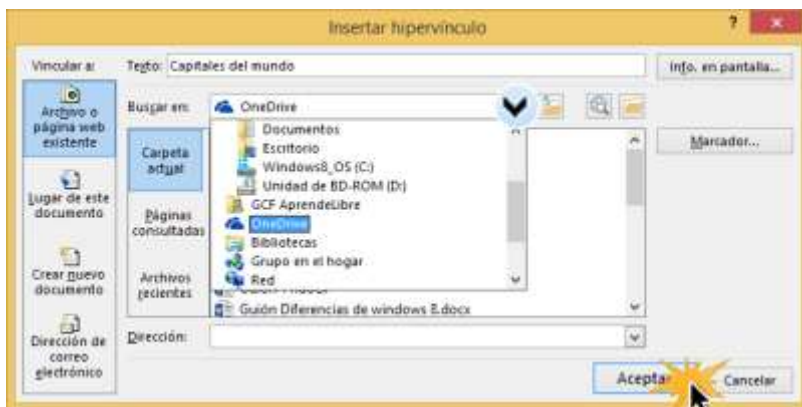 Insertar hipervínculo
?
Vincular a:
Texto: Capitales del mundo
Info. en pantalla...
Archivo o página web existente
Buscar en: OneDrive
Documentos
Escritorio
Windows8_OS (C:)
Unidad de BD-ROM (D:)
GCF AprendeLibre
OneDrive
Bibliotecas
Grupo en el hogar
Red
Guión Diferencias de windows 8.docx
Carpeta actual
Páginas consultadas
Archivos recientes
Marcador...
Lugar de este documento
Crear nuevo documento
Dirección de correo electrónico
Dirección:
Aceptar
Cancelar